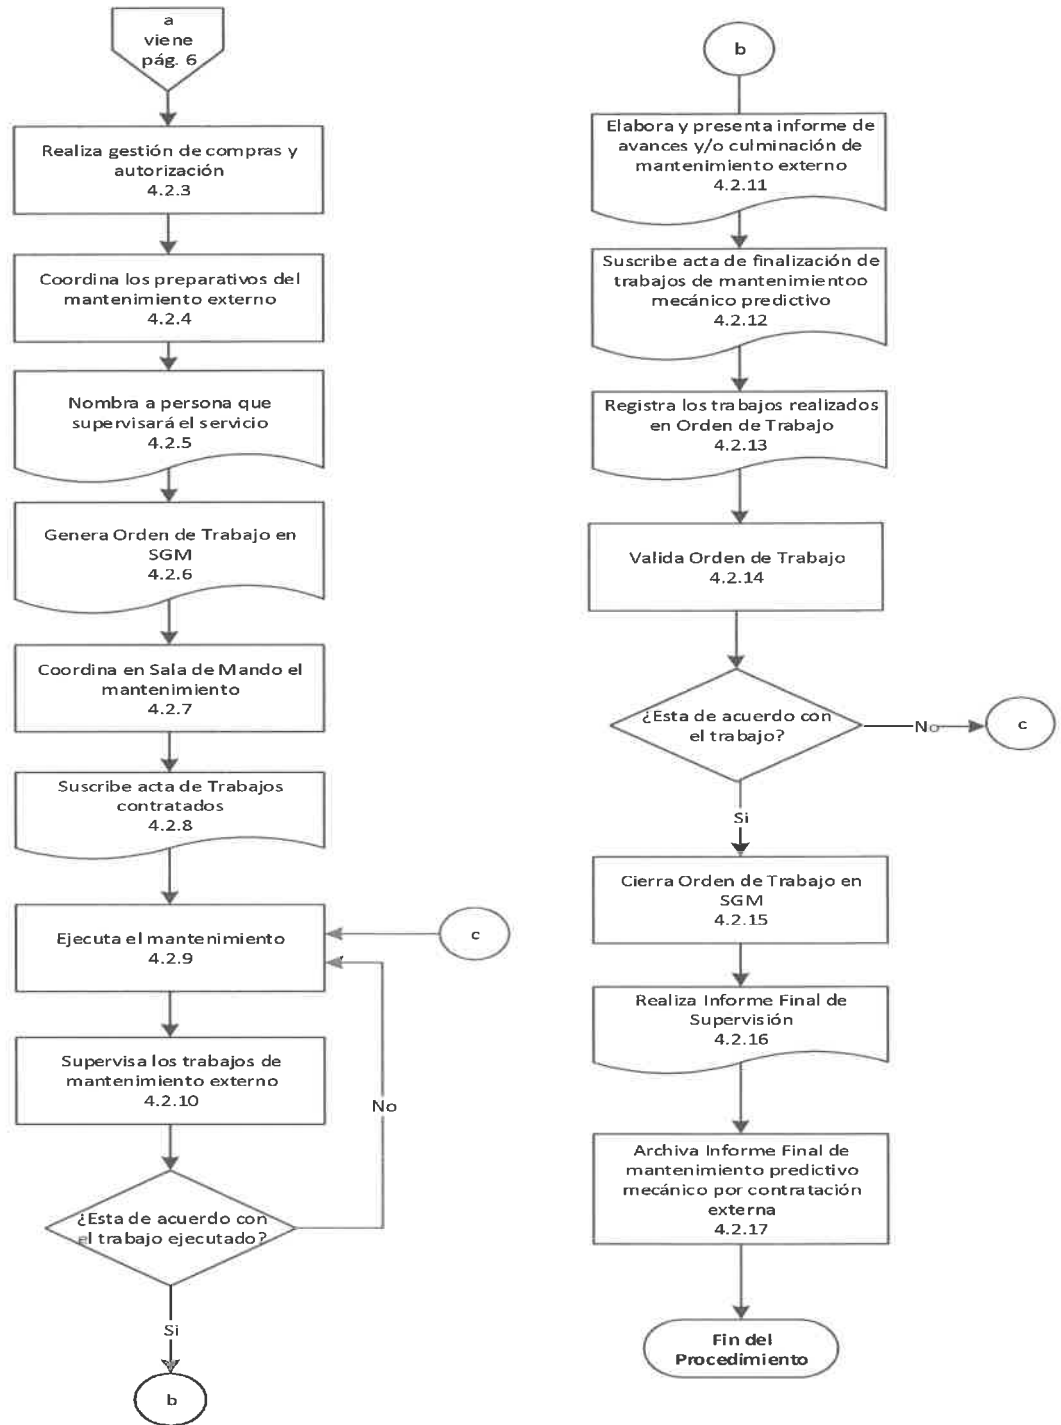 a
viene
pág. 6
Realiza gestión de compras y
autorización
4.2.3
Coordina los preparativos del
mantenimiento externo
4.2.4
Nombra a persona que
supervisará el servicio
4.2.5
Genera Orden de Trabajo en
SGM
4.2.6
Coordina en Sala de Mando el
mantenimiento
4.2.7
Suscribe acta de Trabajos
contratados
4.2.8
Ejecuta el mantenimiento
4.2.9
c
Supervisa los trabajos de
mantenimiento externo
4.2.10
No
¿Esta de acuerdo con
el trabajo ejecutado?
Si
b
b
Elabora y presenta informe de
avances y/o culminación de
mantenimiento externo
4.2.11
Suscribe acta de finalización de
trabajos de mantenimientoo
mecánico predictivo
4.2.12
Registra los trabajos realizados
en Orden de Trabajo
4.2.13
Valida Orden de Trabajo
4.2.14
¿Esta de acuerdo con
el trabajo?
No
c
Si
Cierra Orden de Trabajo en
SGM
4.2.15
Realiza Informe Final de
Supervisión
4.2.16
Archiva Informe Final de
mantenimiento predictivo
mecánico por contratación
externa
4.2.17
Fin del
Procedimiento